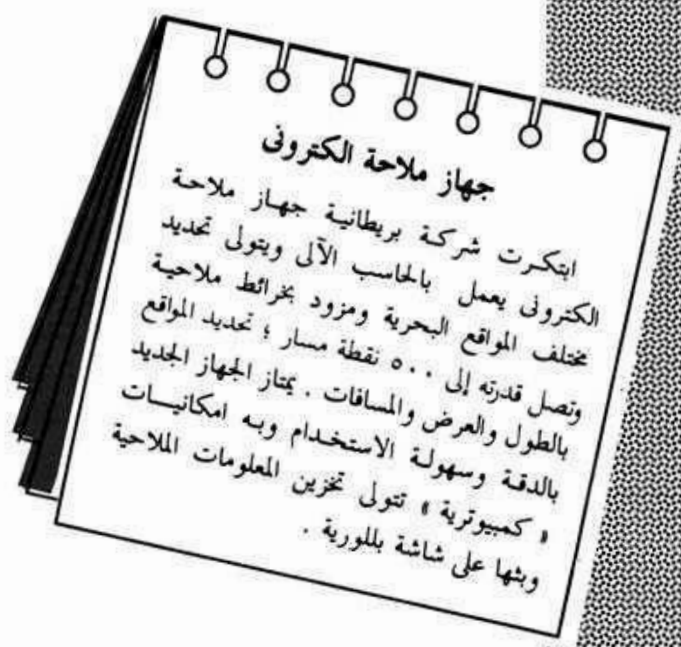 جهاز ملاحة الكترونى
ابتكرت شركة بريطانية جهاز ملاحة
الكترونى يعمل بالحاسب الآلى ويتولى تحديد
مختلف المواقع البحرية ومزود بخرائط ملاحية
وتصل قدرته إلى ٥٠٠ نقطة مسار ؛ تحديد المواقع
بالطول والعرض والمسافات . يمتاز الجهاز الجديد
بالدقة وسهولة الاستخدام وبه امكانيات
« كمبيوترية » تتولى تخزين المعلومات الملاحية
وبثها على شاشة بللورية .